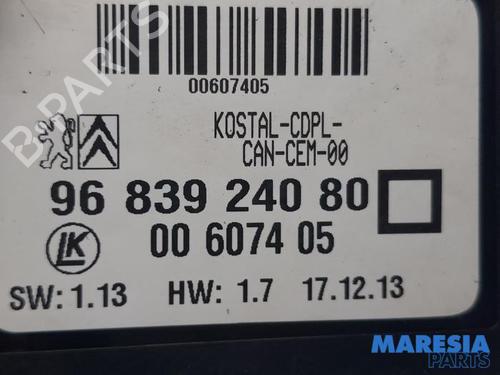 00607405
KOSTAL-CDPL-
CAN-CEM-00
96 839 240 80
LK
00 6074 05
SW: 1.13 HW: 1.7 17.12.13
B-PARTS
MARESIA
PARTS